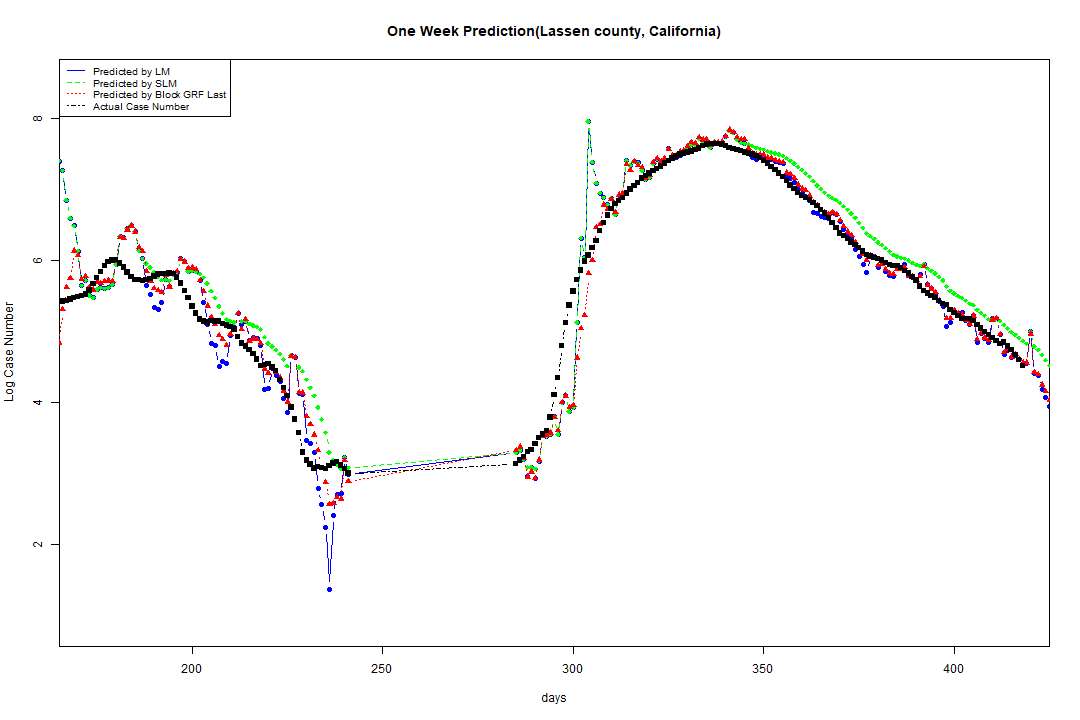 One Week Prediction(Lassen county, California)
Predicted by LM
Predicted by SLM
Predicted by Block GRF Last
Actual Case Number
8
6
4
2
Log Case Number
200 250 300 350 400
days